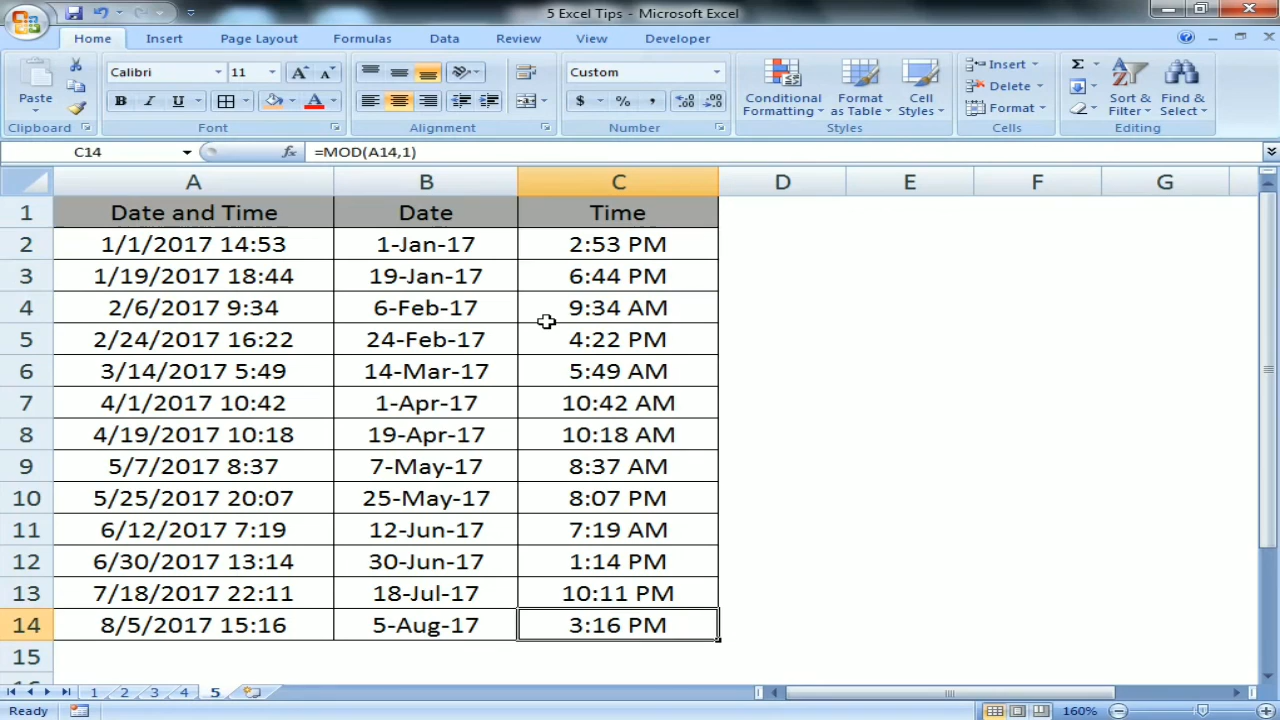 5 Excel Tips - Microsoft Excel
Home Insert Page Layout Formulas Data Review View Developer
Calibri 11 Custom Insert Σ
Paste B I U $ % , Conditional Formatting Format as Table Cell Styles Delete Format Sort & Filter Find & Select
Clipboard Font Alignment Number Styles Cells Editing
C14 fx =MOD(A14,1)
A B C D E F G
1 Date and Time Date Time
2 1/1/2017 14:53 1-Jan-17 2:53 PM
3 1/19/2017 18:44 19-Jan-17 6:44 PM
4 2/6/2017 9:34 6-Feb-17 9:34 AM
5 2/24/2017 16:22 24-Feb-17 4:22 PM
6 3/14/2017 5:49 14-Mar-17 5:49 AM
7 4/1/2017 10:42 1-Apr-17 10:42 AM
8 4/19/2017 10:18 19-Apr-17 10:18 AM
9 5/7/2017 8:37 7-May-17 8:37 AM
10 5/25/2017 20:07 25-May-17 8:07 PM
11 6/12/2017 7:19 12-Jun-17 7:19 AM
12 6/30/2017 13:14 30-Jun-17 1:14 PM
13 7/18/2017 22:11 18-Jul-17 10:11 PM
14 8/5/2017 15:16 5-Aug-17 3:16 PM
15
1 2 3 4 5
Ready 160%